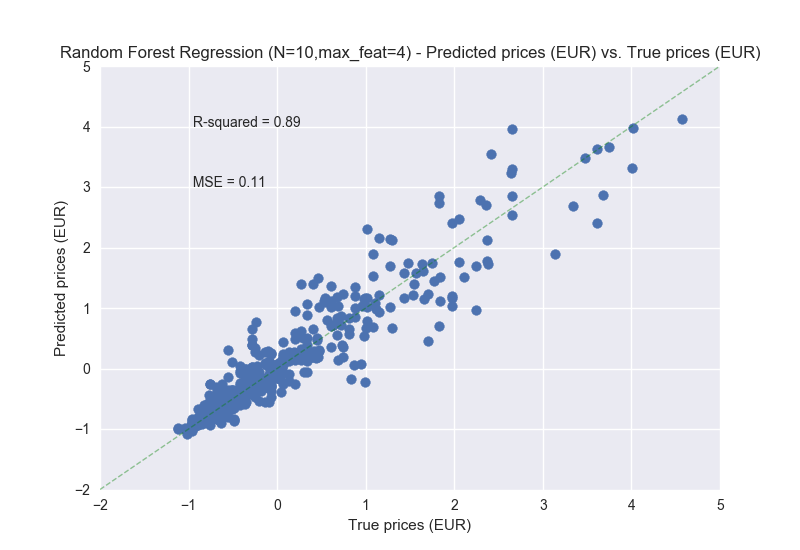 Random Forest Regression (N=10,max_feat=4) - Predicted prices (EUR) vs. True prices (EUR)
5
4
3
2
1
0
−1
−2
Predicted prices (EUR)
R-squared = 0.89
MSE = 0.11
−2 −1 0 1 2 3 4 5
True prices (EUR)